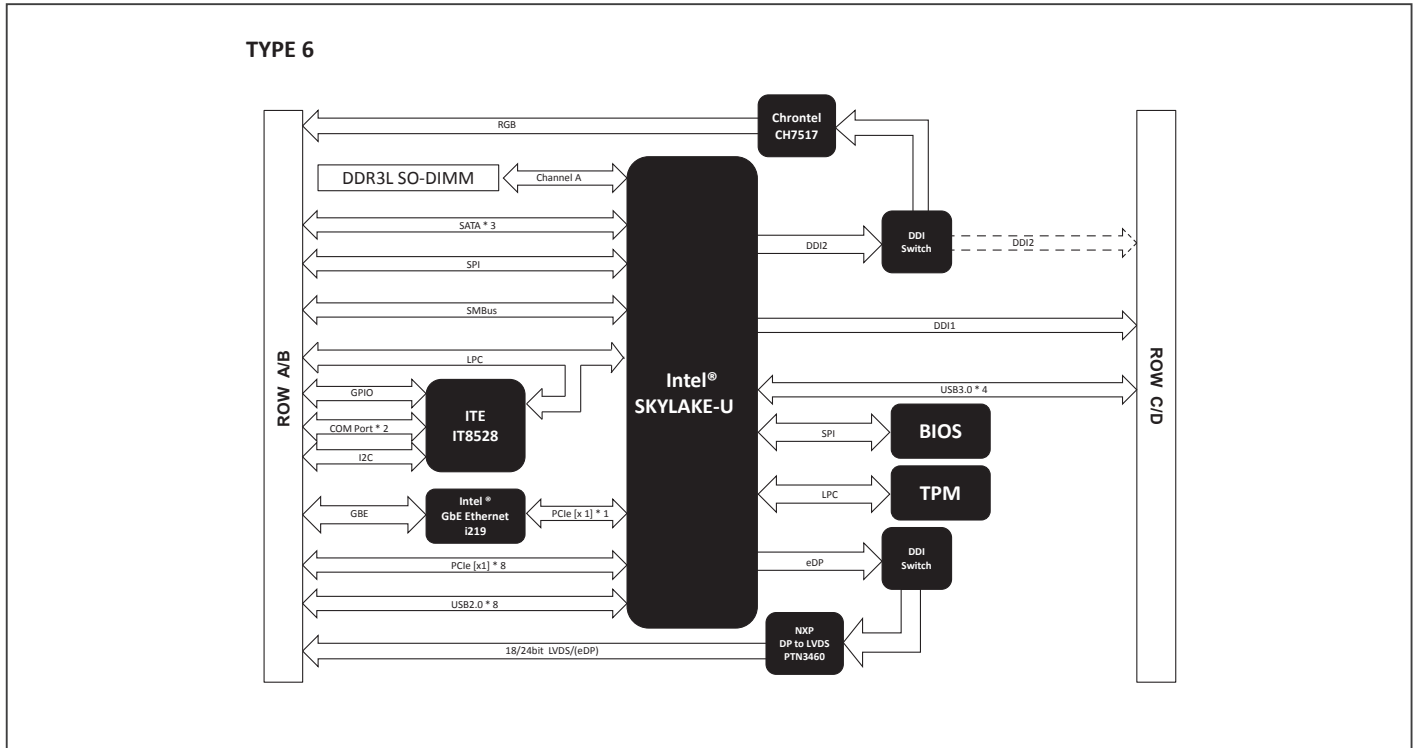 TYPE 6
Chrontel
CH7517
RGB
DDR3L SO-DIMM
Channel A
SATA * 3
DDI
Switch
DDI2
DDI2
SPI
SMBus
DDI1
LPC
ROW A/B
Intel®
SKYLAKE-U
ROW C/D
GPIO
USB3.0 * 4
ITE
IT8528
COM Port * 2
SPI
BIOS
I2C
LPC
TPM
Intel ®
GbE Ethernet
i219
GBE
PCIe [x 1] * 1
DDI
Switch
PCIe [x1] * 8
eDP
USB2.0 * 8
NXP
DP to LVDS
PTN3460
18/24bit LVDS/(eDP)